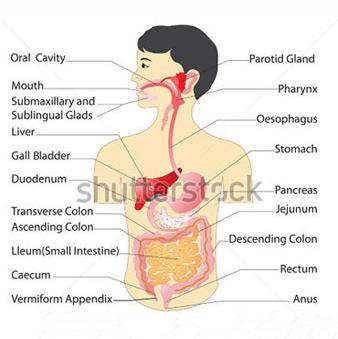 Oral Cavity
Mouth
Submaxillary and
Sublingual Glads
Liver
Gall Bladder
Duodenum
Transverse Colon
Ascending Colon
Lleum(Small Intestine)
Caecum
Vermiform Appendix
Parotid Gland
Pharynx
Oesophagus
Stomach
Pancreas
Jejunum
Descending Colon
Rectum
Anus
shutterstock